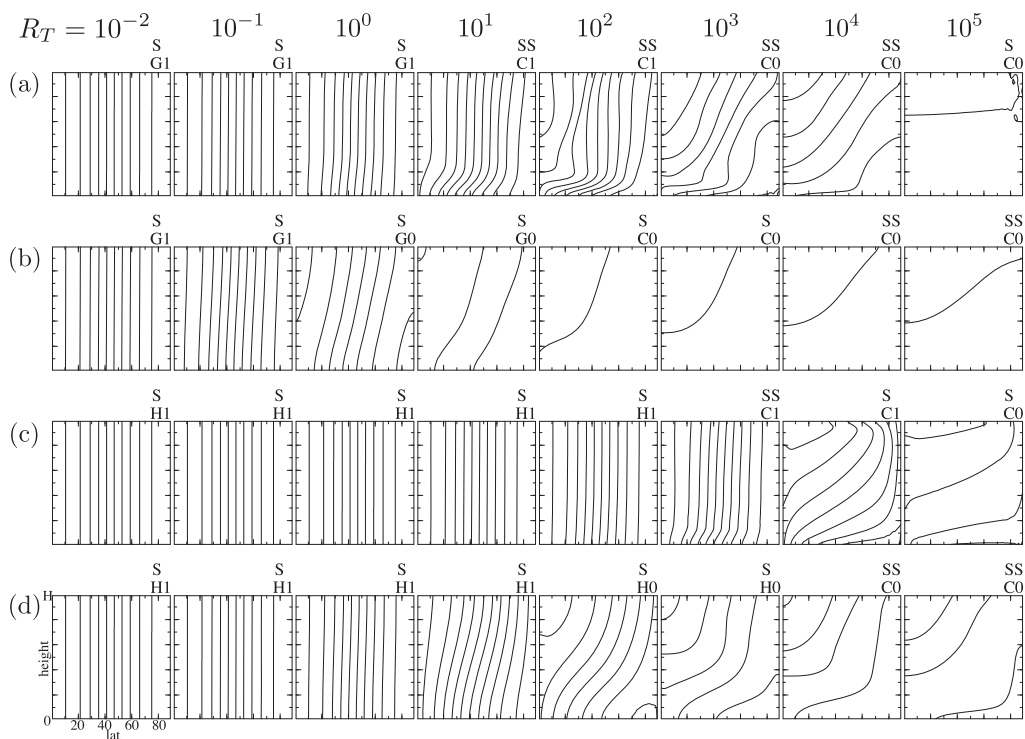 R_T = 10^{-2} 10^{-1} 10^0 10^1 10^2 10^3 10^4 10^5
S S S SS SS SS SS S
G1 G1 G1 C1 C1 C0 C0 C0
(a)
S S S S S S SS SS
G1 G1 G0 G0 C0 C0 C0 C0
(b)
S S S S S SS S S
H1 H1 H1 H1 H1 C1 C1 C0
(c)
S S S S S S SS SS
H1 H1 H1 H1 H0 H0 C0 C0
(d)
H
height
0
20 40 60 80
lat